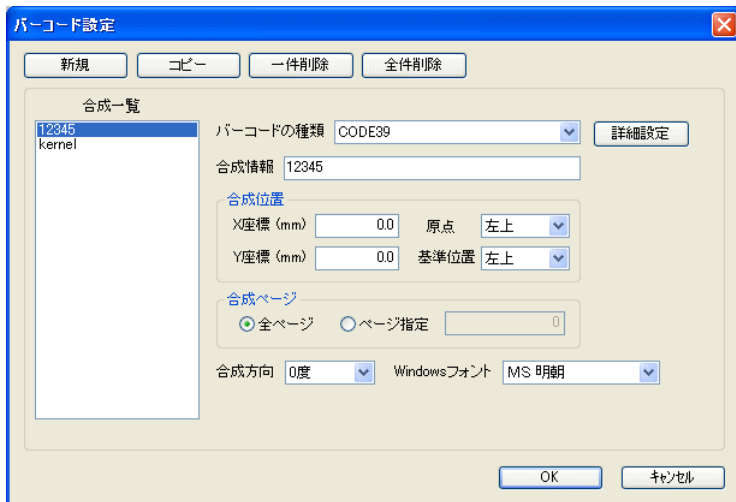 バーコード設定
新規 コピー 一件削除 全件削除
合成一覧
12345
kernel
バーコードの種類 CODE39 詳細設定
合成情報 12345
合成位置
X座標 (mm) 0.0 原点 左上
Y座標 (mm) 0.0 基準位置 左上
合成ページ
全ページ ページ指定 0
合成方向 0度 Windowsフォント MS 明朝
OK キャンセル